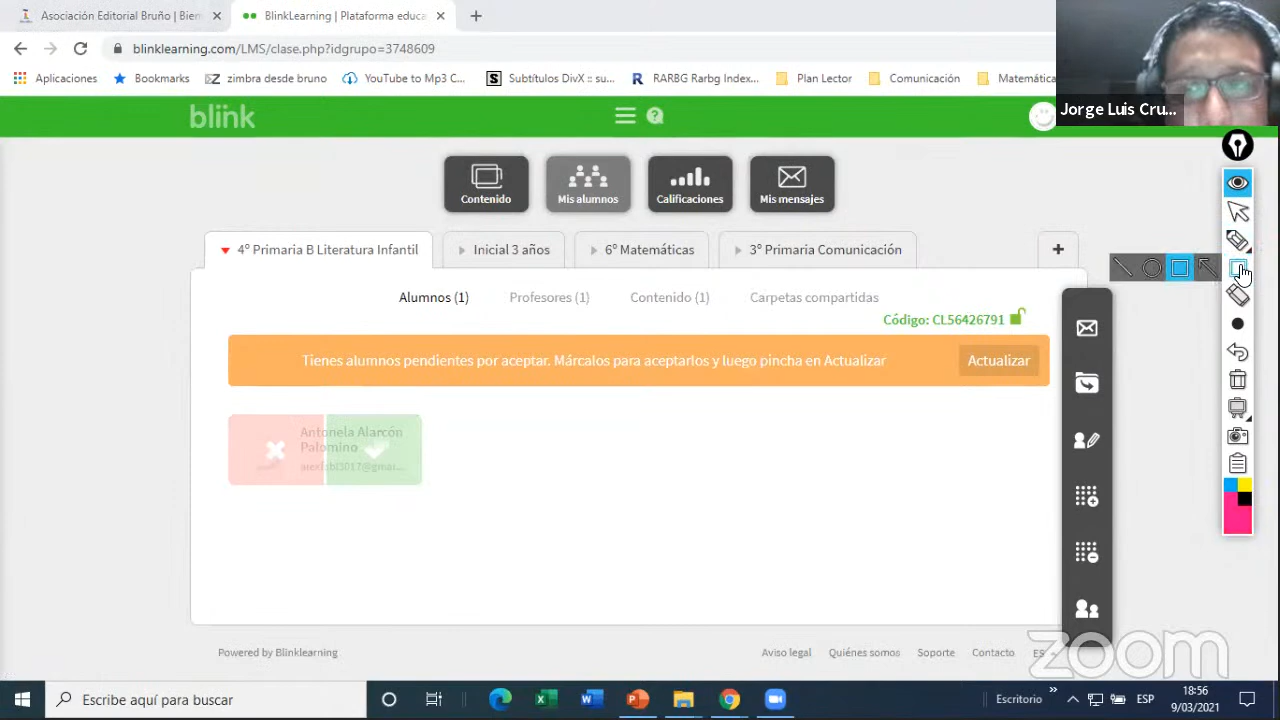 Asociación Editorial Bruño | Bien
BlinkLearning | Plataforma educa
blinklearning.com/LMS/clase.php?idgrupo=3748609
Aplicaciones
Bookmarks
zimbra desde bruno
YouTube to Mp3 C...
Subtítulos DivX :: su...
RARBG Rarbg Index...
Plan Lector
Comunicación
Matemática
Jorge Luis Cru...
blink
Contenido
Mis alumnos
Calificaciones
Mis mensajes
4º Primaria B Literatura Infantil
Inicial 3 años
6º Matemáticas
3º Primaria Comunicación
+
Alumnos (1)
Profesores (1)
Contenido (1)
Carpetas compartidas
Código: CL56426791
Tienes alumnos pendientes por aceptar. Márcalos para aceptarlos y luego pincha en Actualizar
Actualizar
Antonela Alarcón
Palomino
Powered by Blinklearning
Aviso legal
Quiénes somos
Soporte
Contacto
ES
zoom
Escribe aquí para buscar
Escritorio
ESP
18:56
9/03/2021